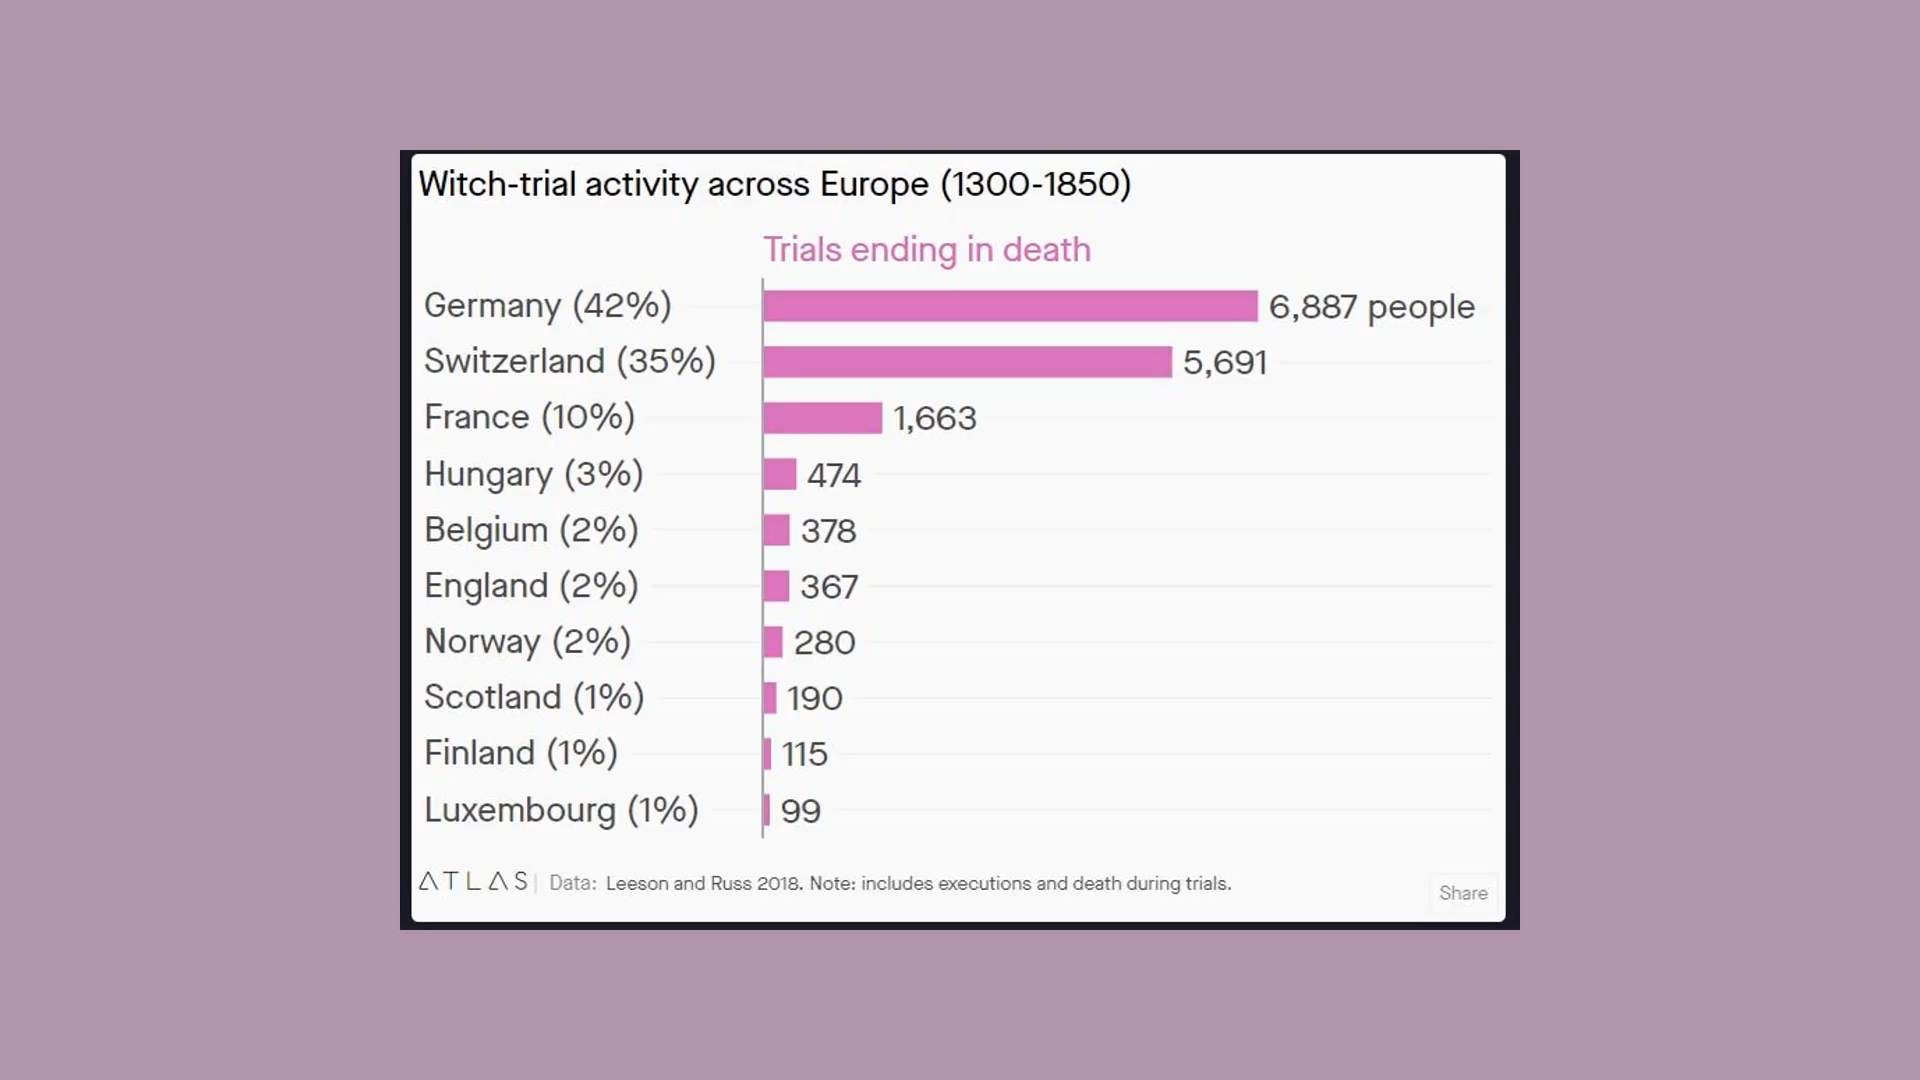 Witch-trial activity across Europe (1300-1850)
Trials ending in death
Germany (42%) 6,887 people
Switzerland (35%) 5,691
France (10%) 1,663
Hungary (3%) 474
Belgium (2%) 378
England (2%) 367
Norway (2%) 280
Scotland (1%) 190
Finland (1%) 115
Luxembourg (1%) 99
ATLAS | Data: Leeson and Russ 2018. Note: includes executions and death during trials.
Share